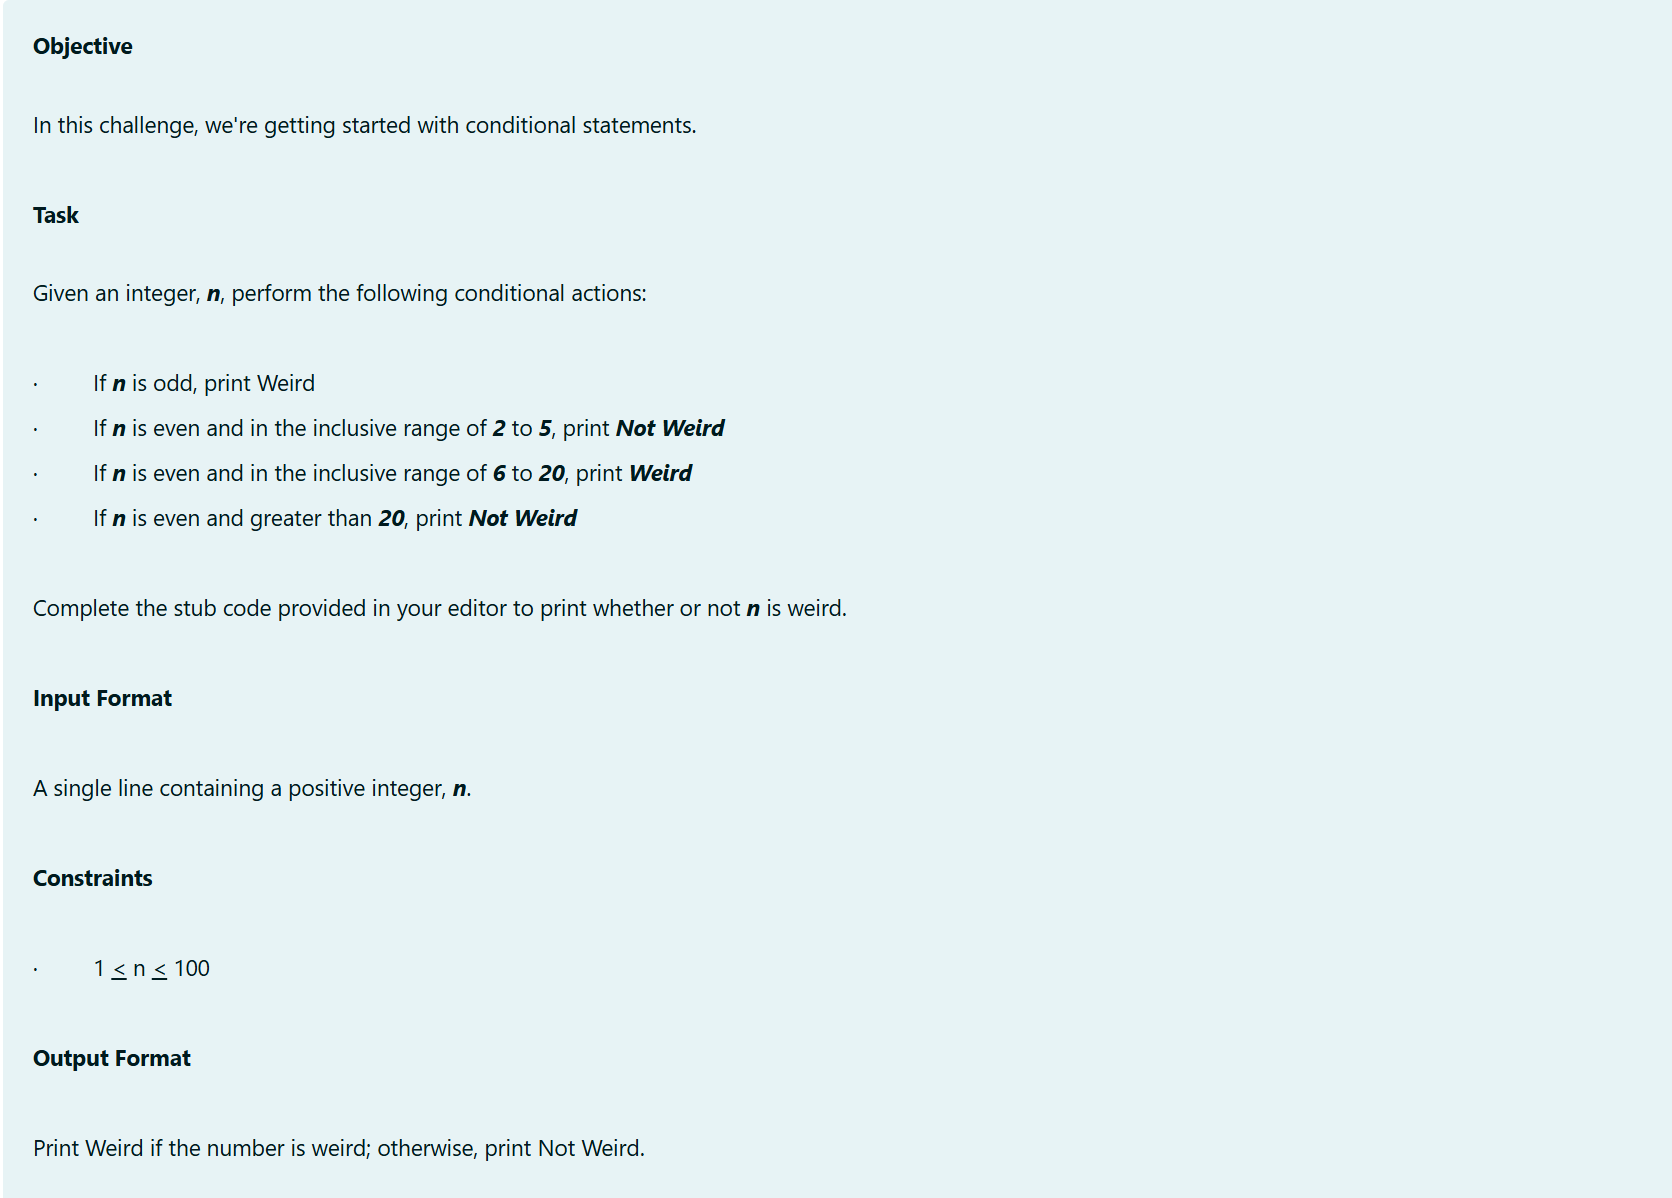 Objective
In this challenge, we're getting started with conditional statements.
Task
Given an integer, n, perform the following conditional actions:
· If n is odd, print Weird
· If n is even and in the inclusive range of 2 to 5, print Not Weird
· If n is even and in the inclusive range of 6 to 20, print Weird
· If n is even and greater than 20, print Not Weird
Complete the stub code provided in your editor to print whether or not n is weird.
Input Format
A single line containing a positive integer, n.
Constraints
· 1 < n < 100
Output Format
Print Weird if the number is weird; otherwise, print Not Weird.